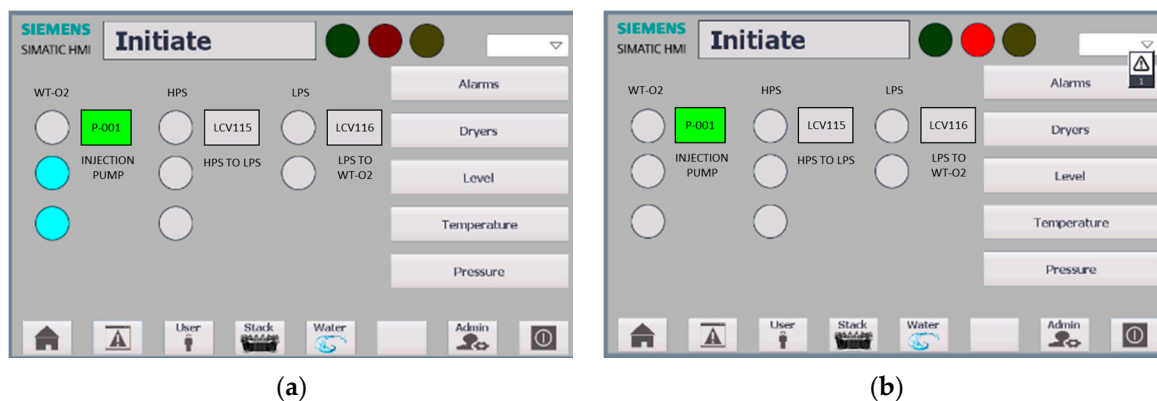 SIEMENS
SIMATIC HMI
Initiate
Alarms
WT-O2
HPS
LPS
P-001
LCV115
LCV116
Dryers
INJECTION
PUMP
HPS TO LPS
LPS TO
WT-O2
Level
Temperature
Pressure
User
Stack
Water
Admin
(a)
SIEMENS
SIMATIC HMI
Initiate
1
Alarms
WT-O2
HPS
LPS
P-001
LCV115
LCV116
Dryers
INJECTION
PUMP
HPS TO LPS
LPS TO
WT-O2
Level
Temperature
Pressure
User
Stack
Water
Admin
(b)